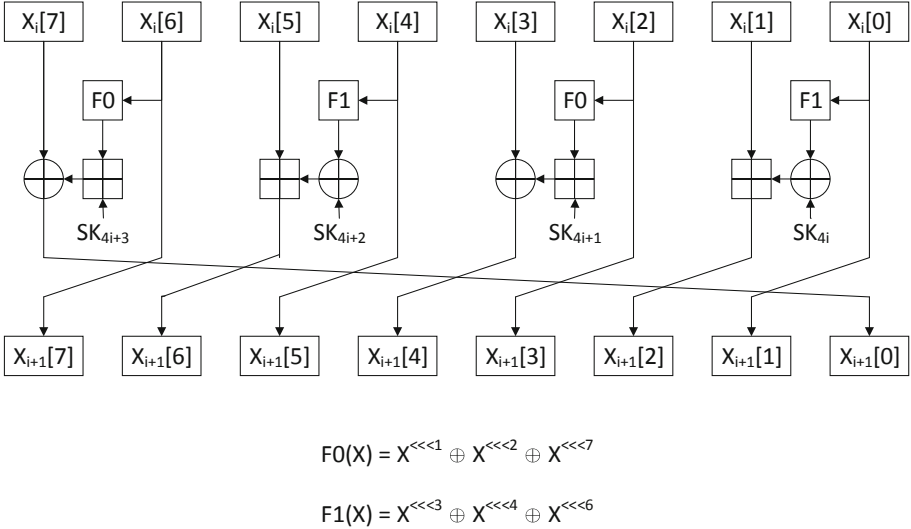 Xᵢ[7] Xᵢ[6] Xᵢ[5] Xᵢ[4] Xᵢ[3] Xᵢ[2] Xᵢ[1] Xᵢ[0]
F0 F1 F0 F1
SK₄ᵢ₊₃ SK₄ᵢ₊₂ SK₄ᵢ₊₁ SK₄ᵢ
Xᵢ₊₁[7] Xᵢ₊₁[6] Xᵢ₊₁[5] Xᵢ₊₁[4] Xᵢ₊₁[3] Xᵢ₊₁[2] Xᵢ₊₁[1] Xᵢ₊₁[0]
F0(X) = X^<<<1 ⊕ X^<<<2 ⊕ X^<<<7
F1(X) = X^<<<3 ⊕ X^<<<4 ⊕ X^<<<6